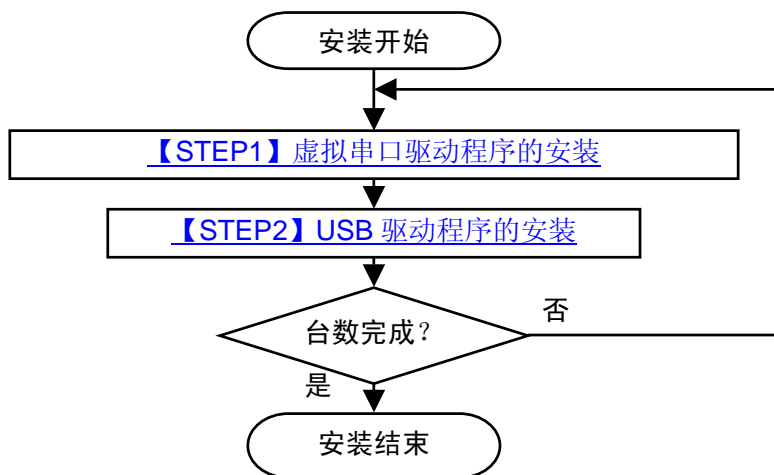 安装开始
【STEP1】虚拟串口驱动程序的安装
【STEP2】USB 驱动程序的安装
台数完成？
否
是
安装结束